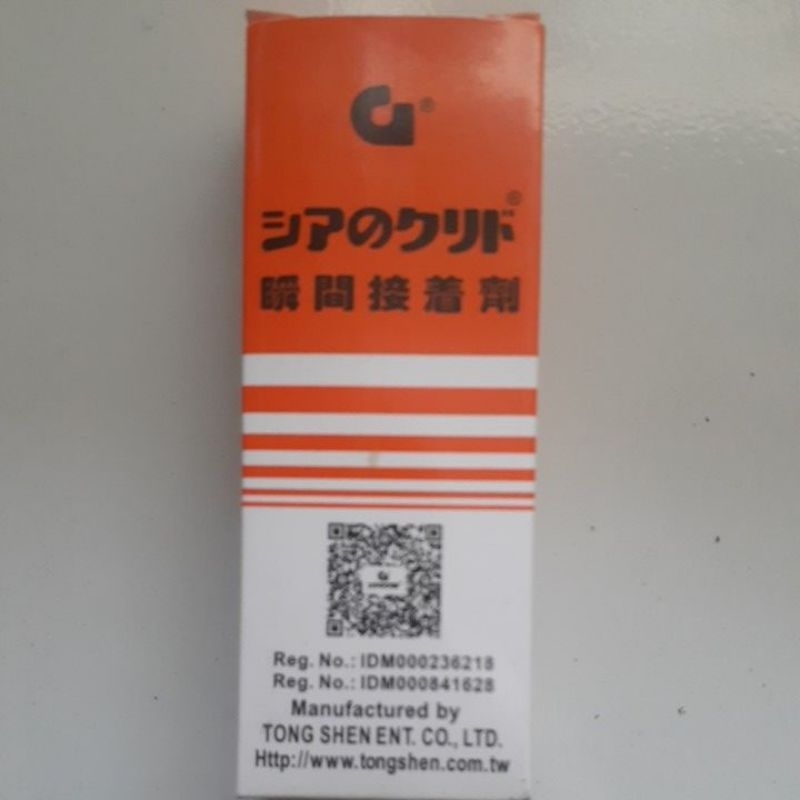 ®
シアのクリド®
瞬間接着劑
Reg. No.: IDM000236218
Reg. No.: IDM000841628
Manufactured by
TONG SHEN ENT. CO., LTD.
Http://www.tongshen.com.tw